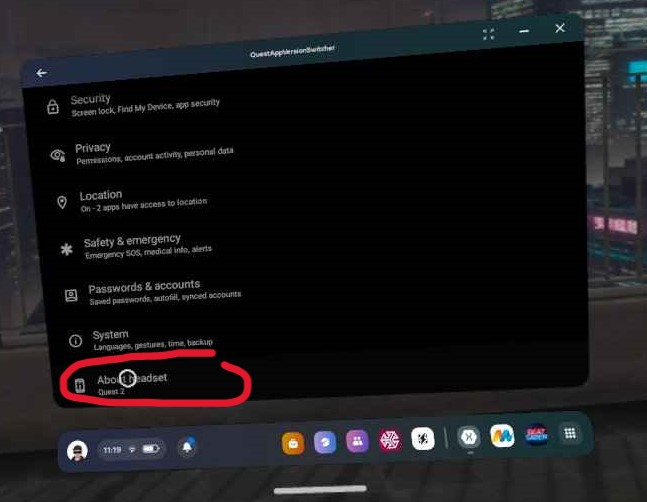 QuestAppVersionSwitcher
Security
Screen lock, Find My Device, app security
Privacy
Permissions, account activity, personal data
Location
On - 2 apps have access to location
Safety & emergency
Emergency SOS, medical info, alerts
Passwords & accounts
Saved passwords, autofill, synced accounts
System
Languages, gestures, time, backup
About headset
Quest 2
11:19
BEAT
SABER